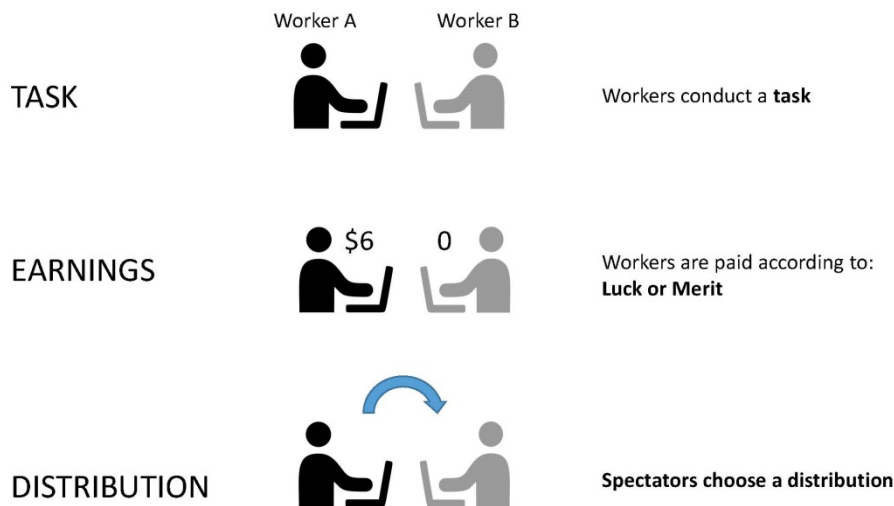 Worker A
Worker B
TASK
Workers conduct a task
$6
0
EARNINGS
Workers are paid according to:
Luck or Merit
DISTRIBUTION
Spectators choose a distribution